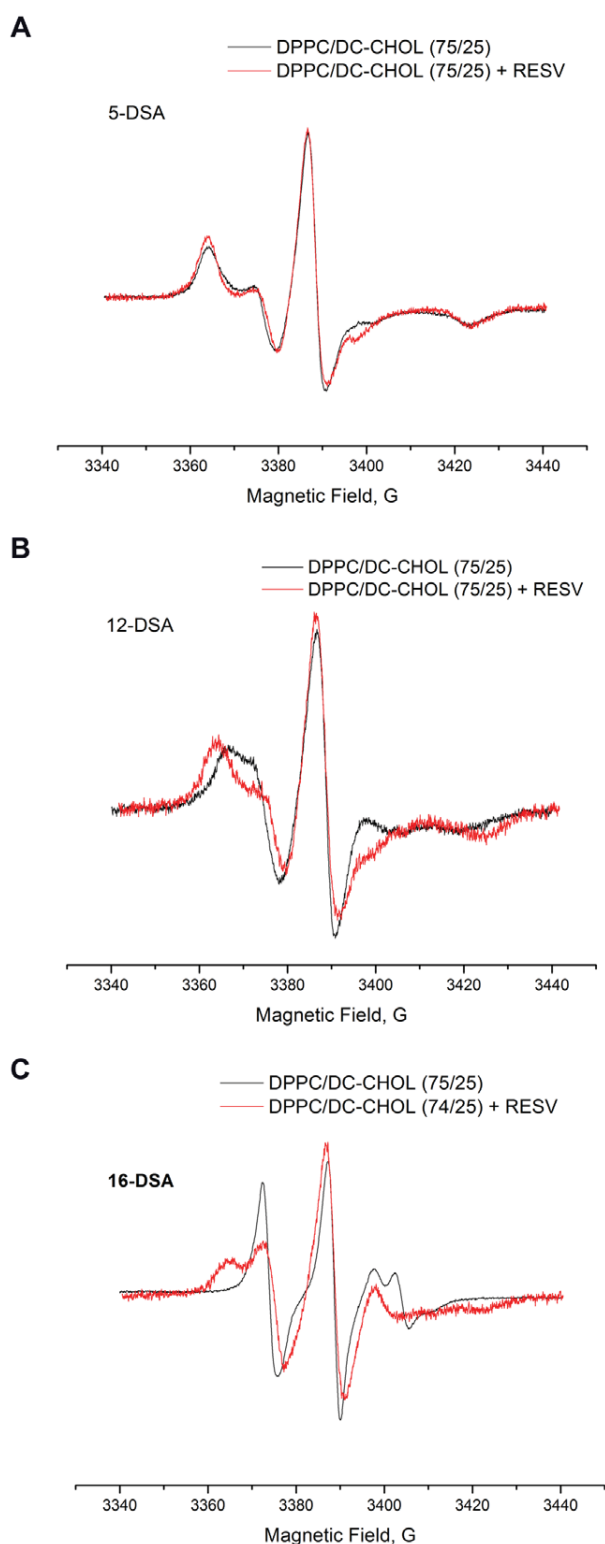 A
DPPC/DC-CHOL (75/25)
DPPC/DC-CHOL (75/25) + RESV
5-DSA
3340 3360 3380 3400 3420 3440
Magnetic Field, G
B
DPPC/DC-CHOL (75/25)
DPPC/DC-CHOL (75/25) + RESV
12-DSA
3340 3360 3380 3400 3420 3440
Magnetic Field, G
C
DPPC/DC-CHOL (75/25)
DPPC/DC-CHOL (74/25) + RESV
16-DSA
3340 3360 3380 3400 3420 3440
Magnetic Field, G